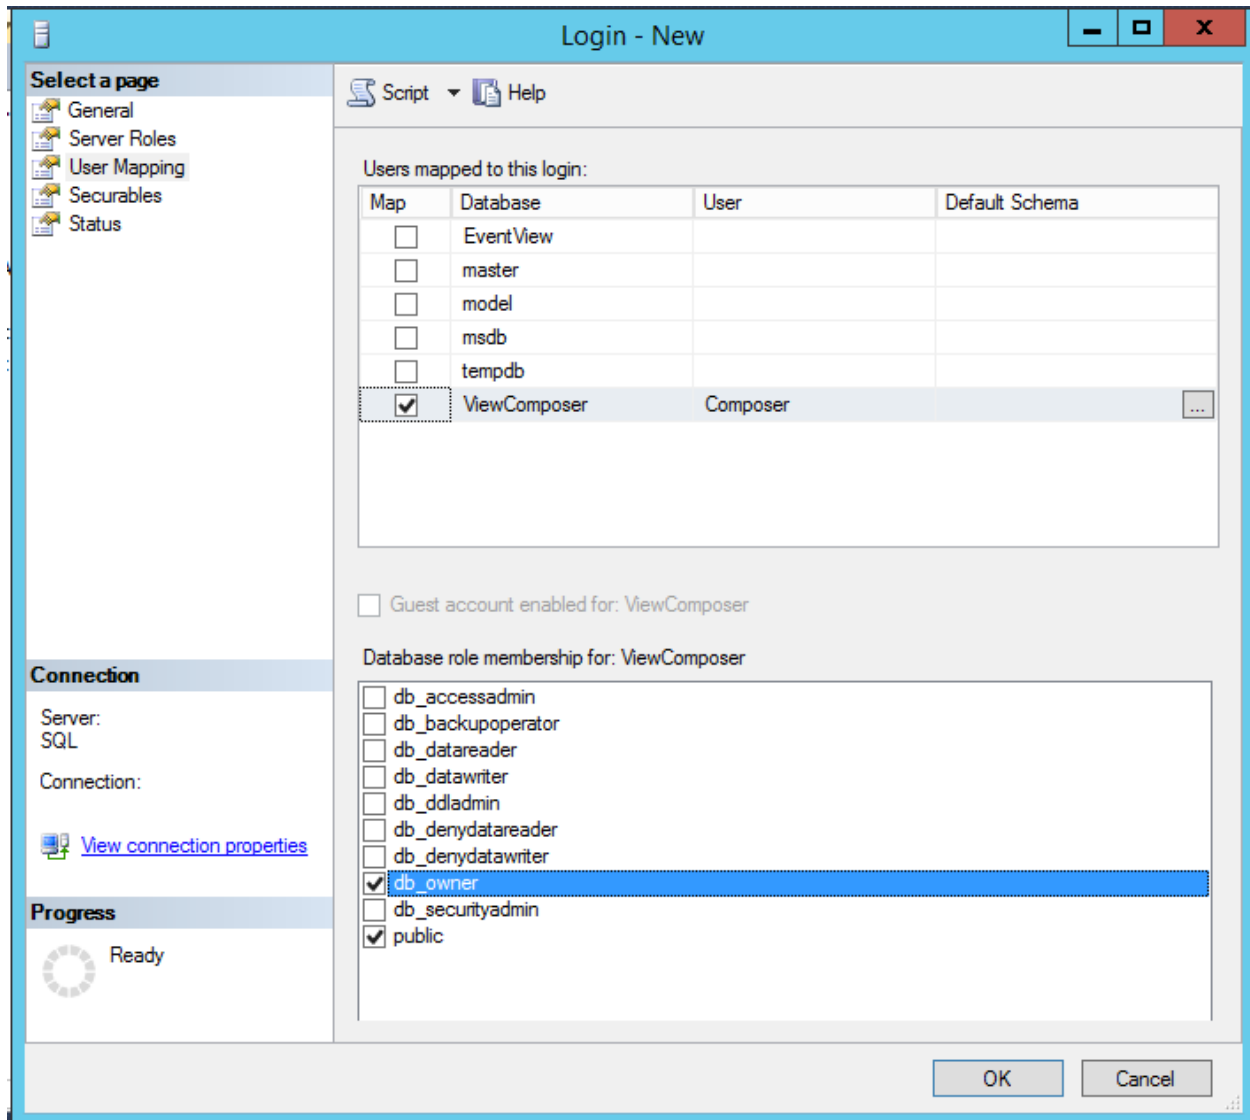 Login - New
Select a page
General
Server Roles
User Mapping
Securables
Status
Script
Help
Users mapped to this login:
Map Database User Default Schema
EventView
master
model
msdb
tempdb
ViewComposer Composer ...
Guest account enabled for: ViewComposer
Database role membership for: ViewComposer
db_accessadmin
db_backupoperator
db_datareader
db_datawriter
db_ddladmin
db_denydatareader
db_denydatawriter
db_owner
db_securityadmin
public
Connection
Server:
SQL
Connection:
View connection properties
Progress
Ready
OK Cancel